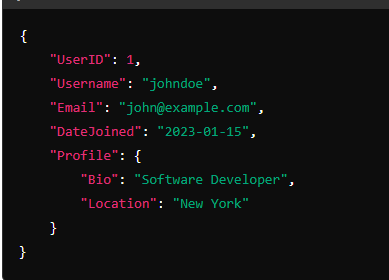 {
    "UserID": 1,
    "Username": "johndoe",
    "Email": "john@example.com",
    "DateJoined": "2023-01-15",
    "Profile": {
        "Bio": "Software Developer",
        "Location": "New York"
    }
}